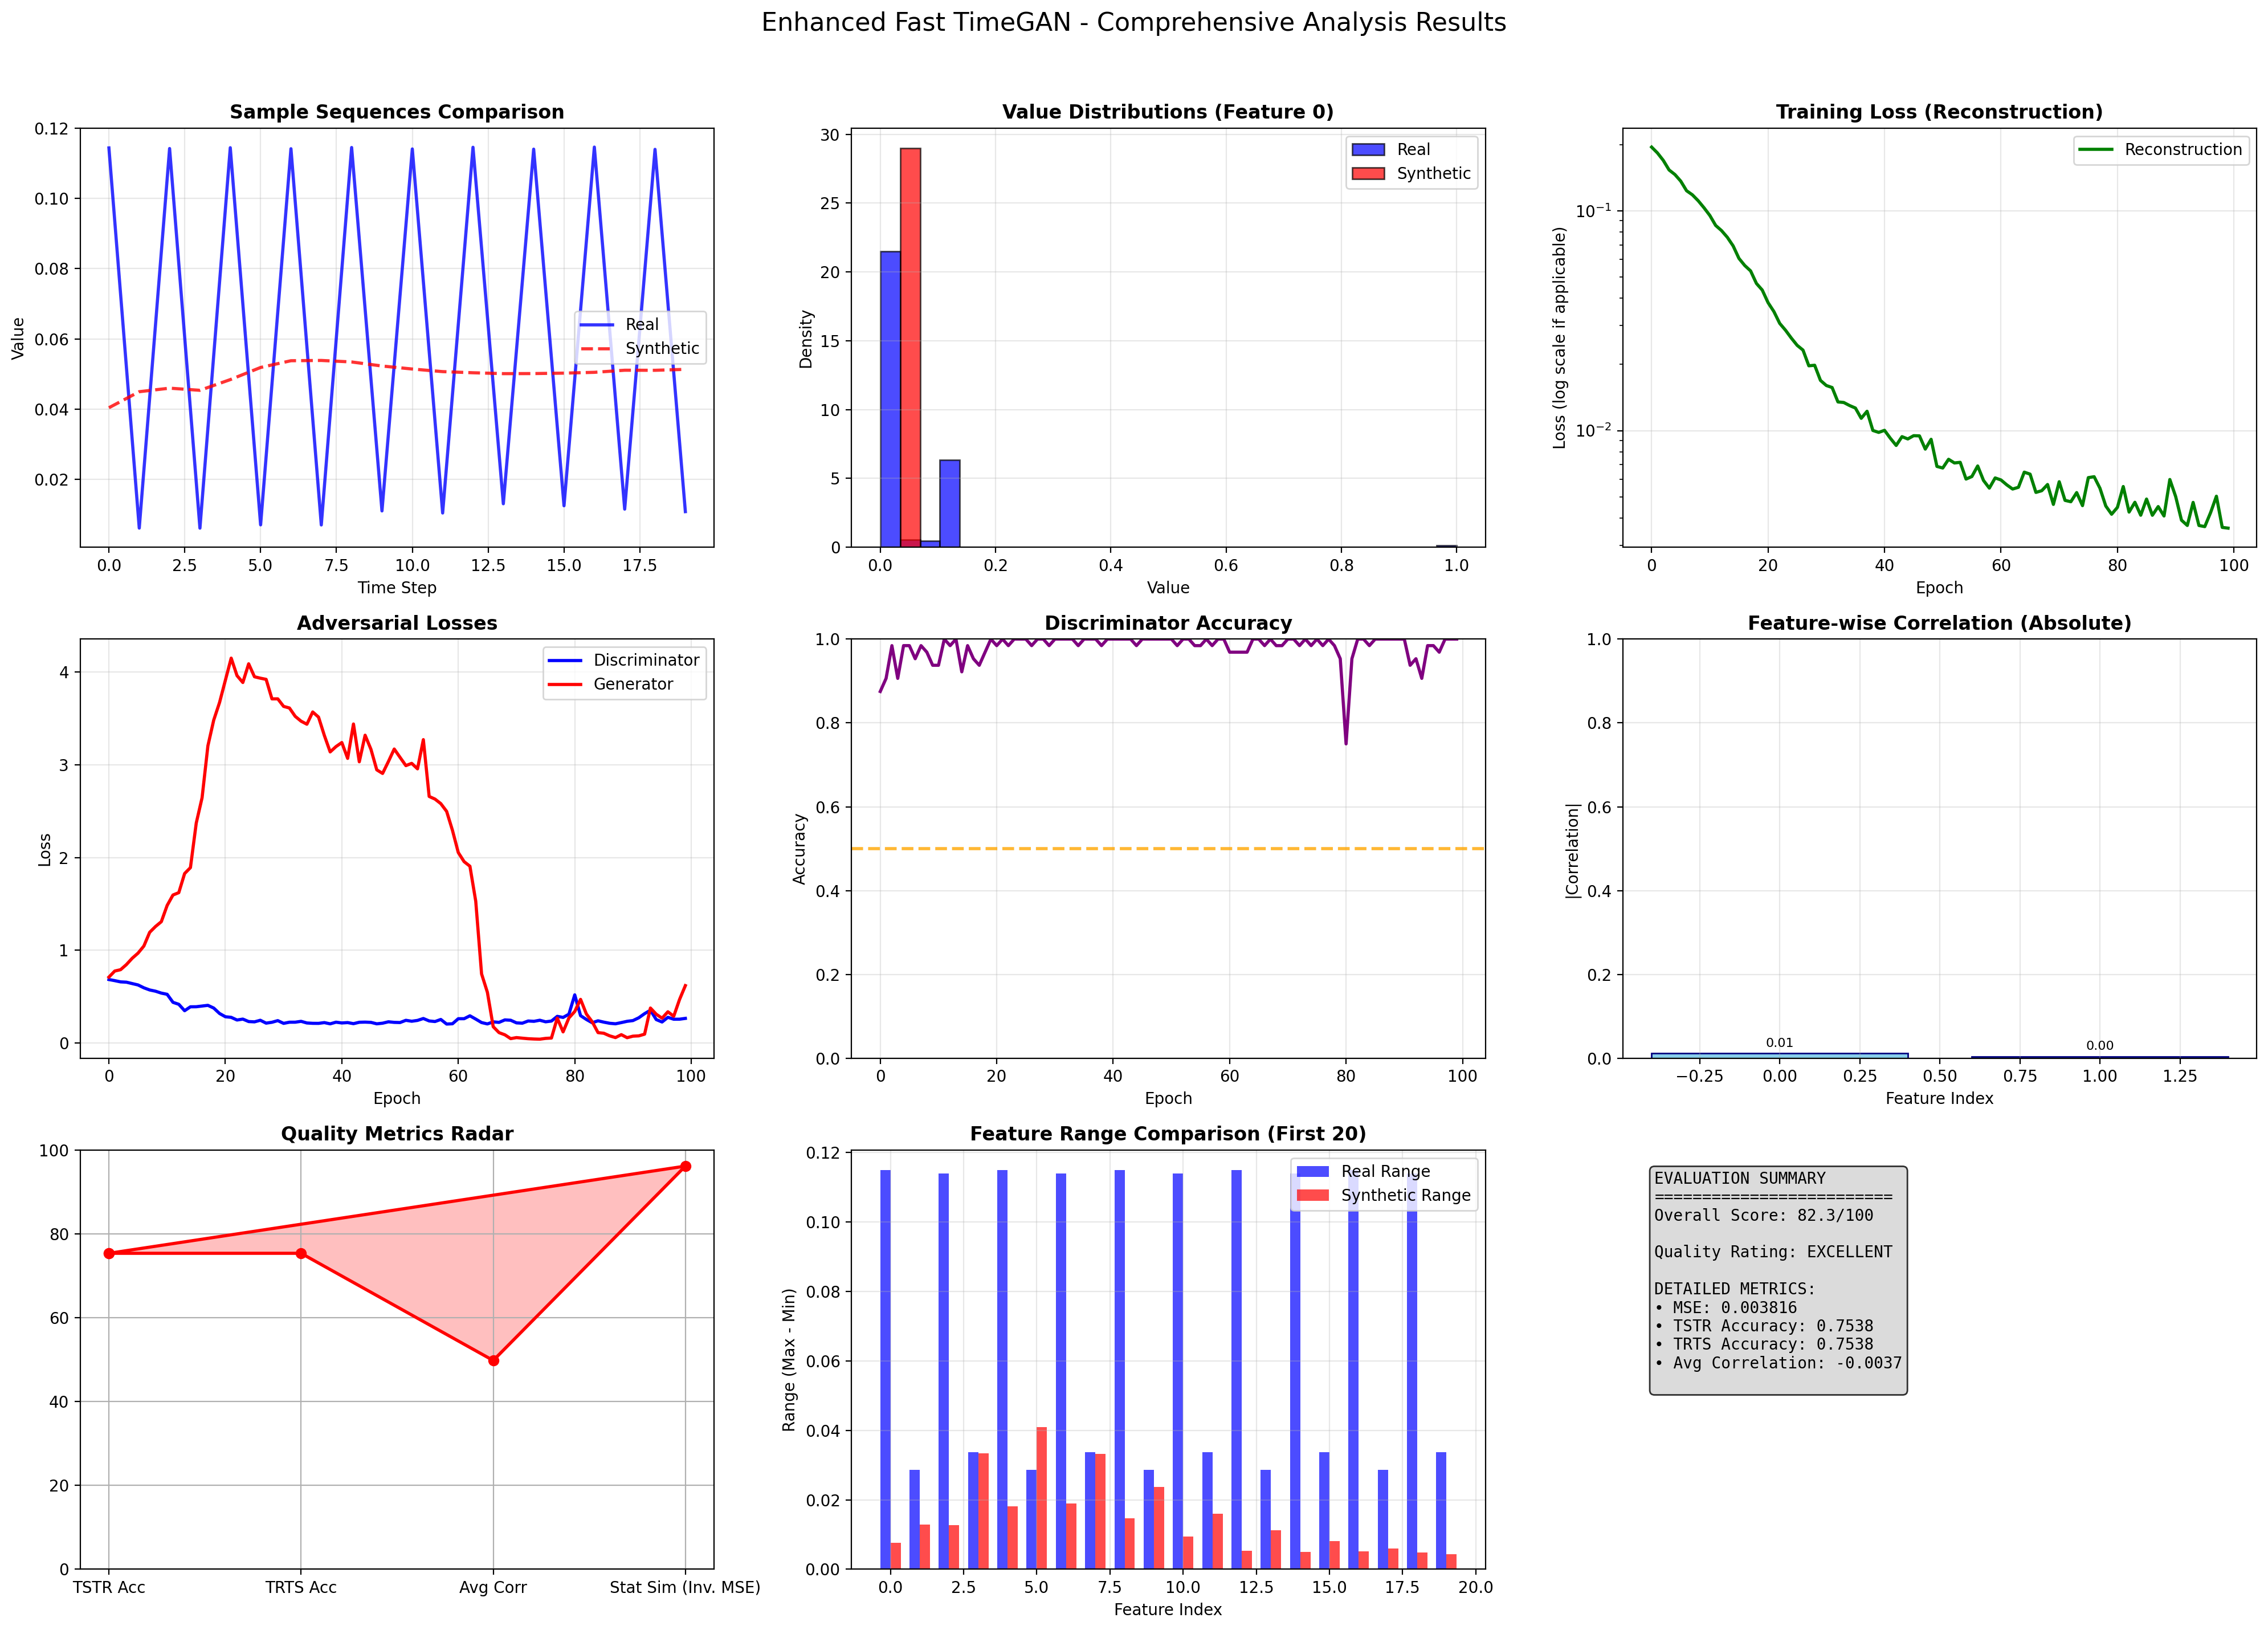 Enhanced Fast TimeGAN - Comprehensive Analysis Results
Sample Sequences Comparison
Value
0.12
0.10
0.08
0.06
0.04
0.02
Real
Synthetic
0.0 2.5 5.0 7.5 10.0 12.5 15.0 17.5
Time Step
Value Distributions (Feature 0)
Density
30
25
20
15
10
5
0
Real
Synthetic
0.0 0.2 0.4 0.6 0.8 1.0
Value
Training Loss (Reconstruction)
Loss (log scale if applicable)
10⁻¹
10⁻²
Reconstruction
0 20 40 60 80 100
Epoch
Adversarial Losses
Loss
4
3
2
1
0
Discriminator
Generator
0 20 40 60 80 100
Epoch
Discriminator Accuracy
Accuracy
1.0
0.8
0.6
0.4
0.2
0.0
0 20 40 60 80 100
Epoch
Feature-wise Correlation (Absolute)
|Correlation|
1.0
0.8
0.6
0.4
0.2
0.0
0.01 0.00
−0.25 0.00 0.25 0.50 0.75 1.00 1.25
Feature Index
Quality Metrics Radar
100
80
60
40
20
0
TSTR Acc TRTS Acc Avg Corr Stat Sim (Inv. MSE)
Feature Range Comparison (First 20)
Range (Max - Min)
0.12
0.10
0.08
0.06
0.04
0.02
0.00
Real Range
Synthetic Range
0.0 2.5 5.0 7.5 10.0 12.5 15.0 17.5 20.0
Feature Index
EVALUATION SUMMARY
=========================
Overall Score: 82.3/100
Quality Rating: EXCELLENT
DETAILED METRICS:
• MSE: 0.003816
• TSTR Accuracy: 0.7538
• TRTS Accuracy: 0.7538
• Avg Correlation: -0.0037